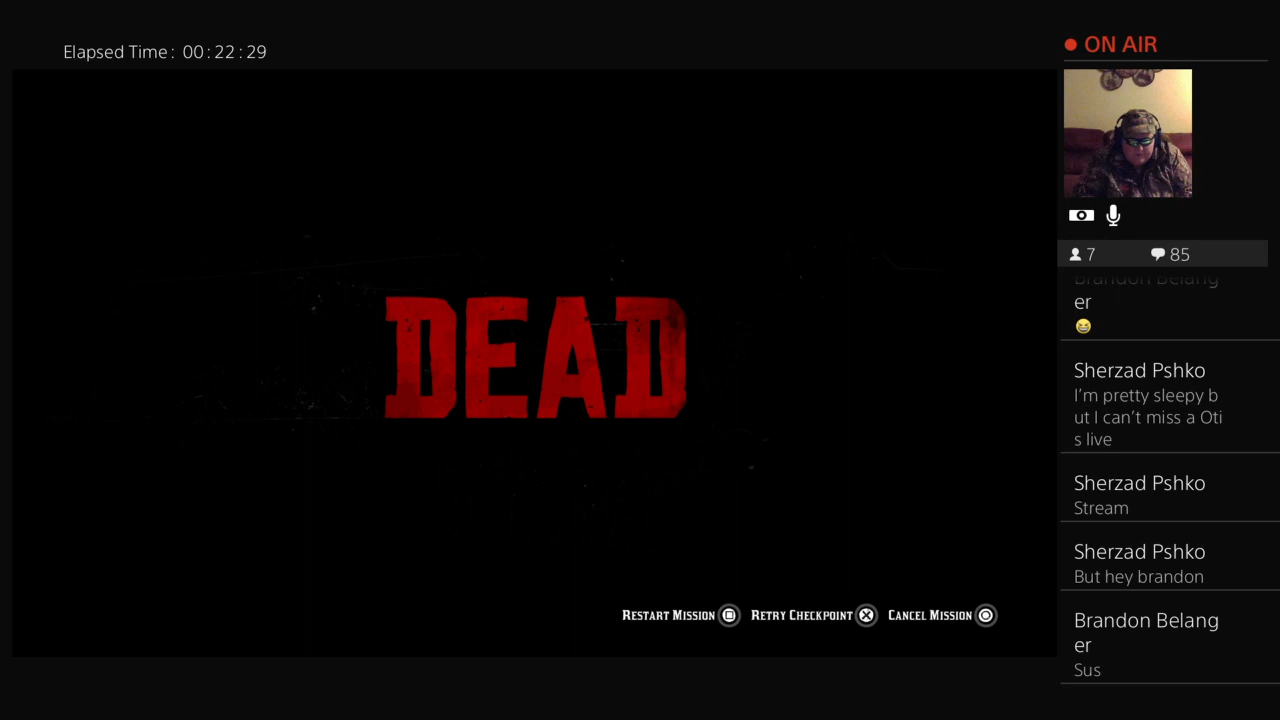 Elapsed Time: 00:22:29
ON AIR
7
85
Brandon Belang
er
😆
Sherzad Pshko
I'm pretty sleepy b
ut I can't miss a Oti
s live
Sherzad Pshko
Stream
Sherzad Pshko
But hey brandon
Brandon Belang
er
Sus
DEAD
RESTART MISSION
RETRY CHECKPOINT
CANCEL MISSION